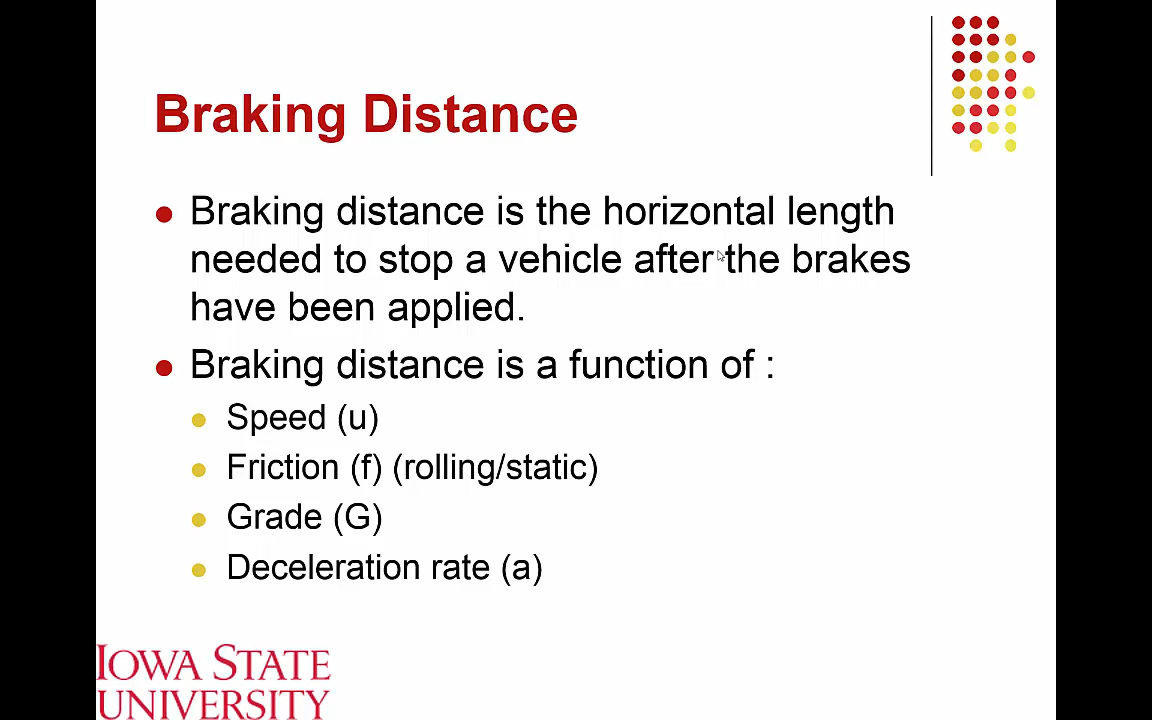 Braking Distance
Braking distance is the horizontal length
needed to stop a vehicle after the brakes
have been applied.
Braking distance is a function of :
Speed (u)
Friction (f) (rolling/static)
Grade (G)
Deceleration rate (a)
IOWA STATE
UNIVERSITY